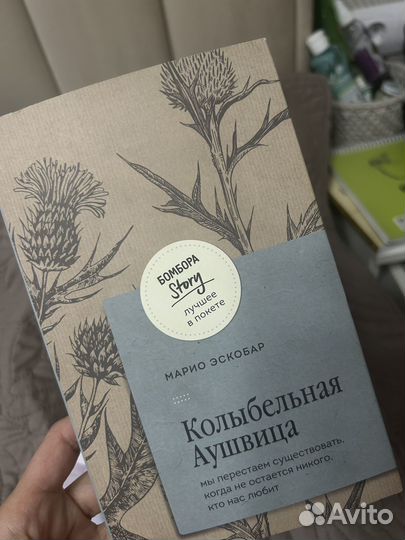 БОМБОРА
Story
лучшее
в покете
МАРИО ЭСКОБАР
Колыбельная
Аушвица
мы перестаем существовать,
когда не остается никого,
кто нас любит
Avito